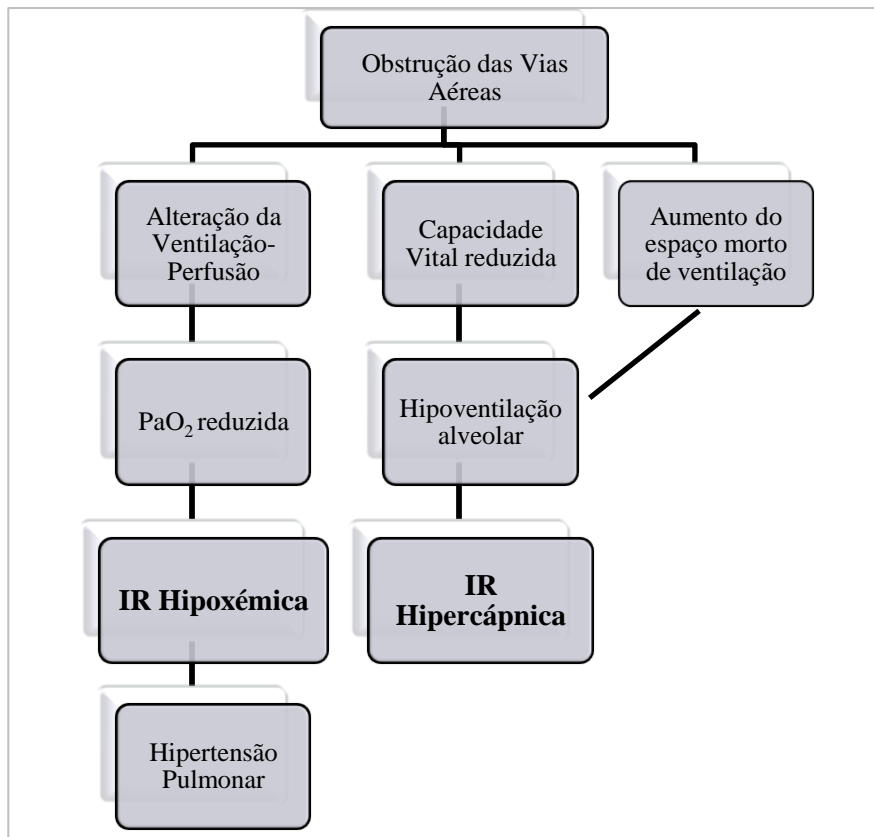 Obstrução das Vias
Aéreas
Alteração da
Ventilação-
Perfusão
Capacidade
Vital reduzida
Aumento do
espaço morto
de ventilação
PaO₂ reduzida
Hipoventilação
alveolar
IR Hipoxémica
IR
Hipercápnica
Hipertensão
Pulmonar